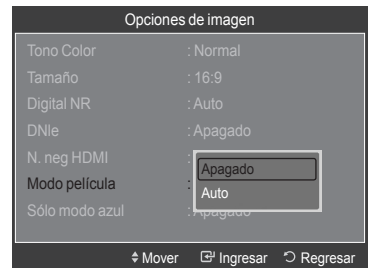 Opciones de imagen
Tono Color : Normal
Tamaño : 16:9
Digital NR : Auto
DNIe : Apagado
N. neg HDMI :
Apagado
Modo película :
Auto
Sólo modo azul : Apagado
Mover Ingresar Regresar